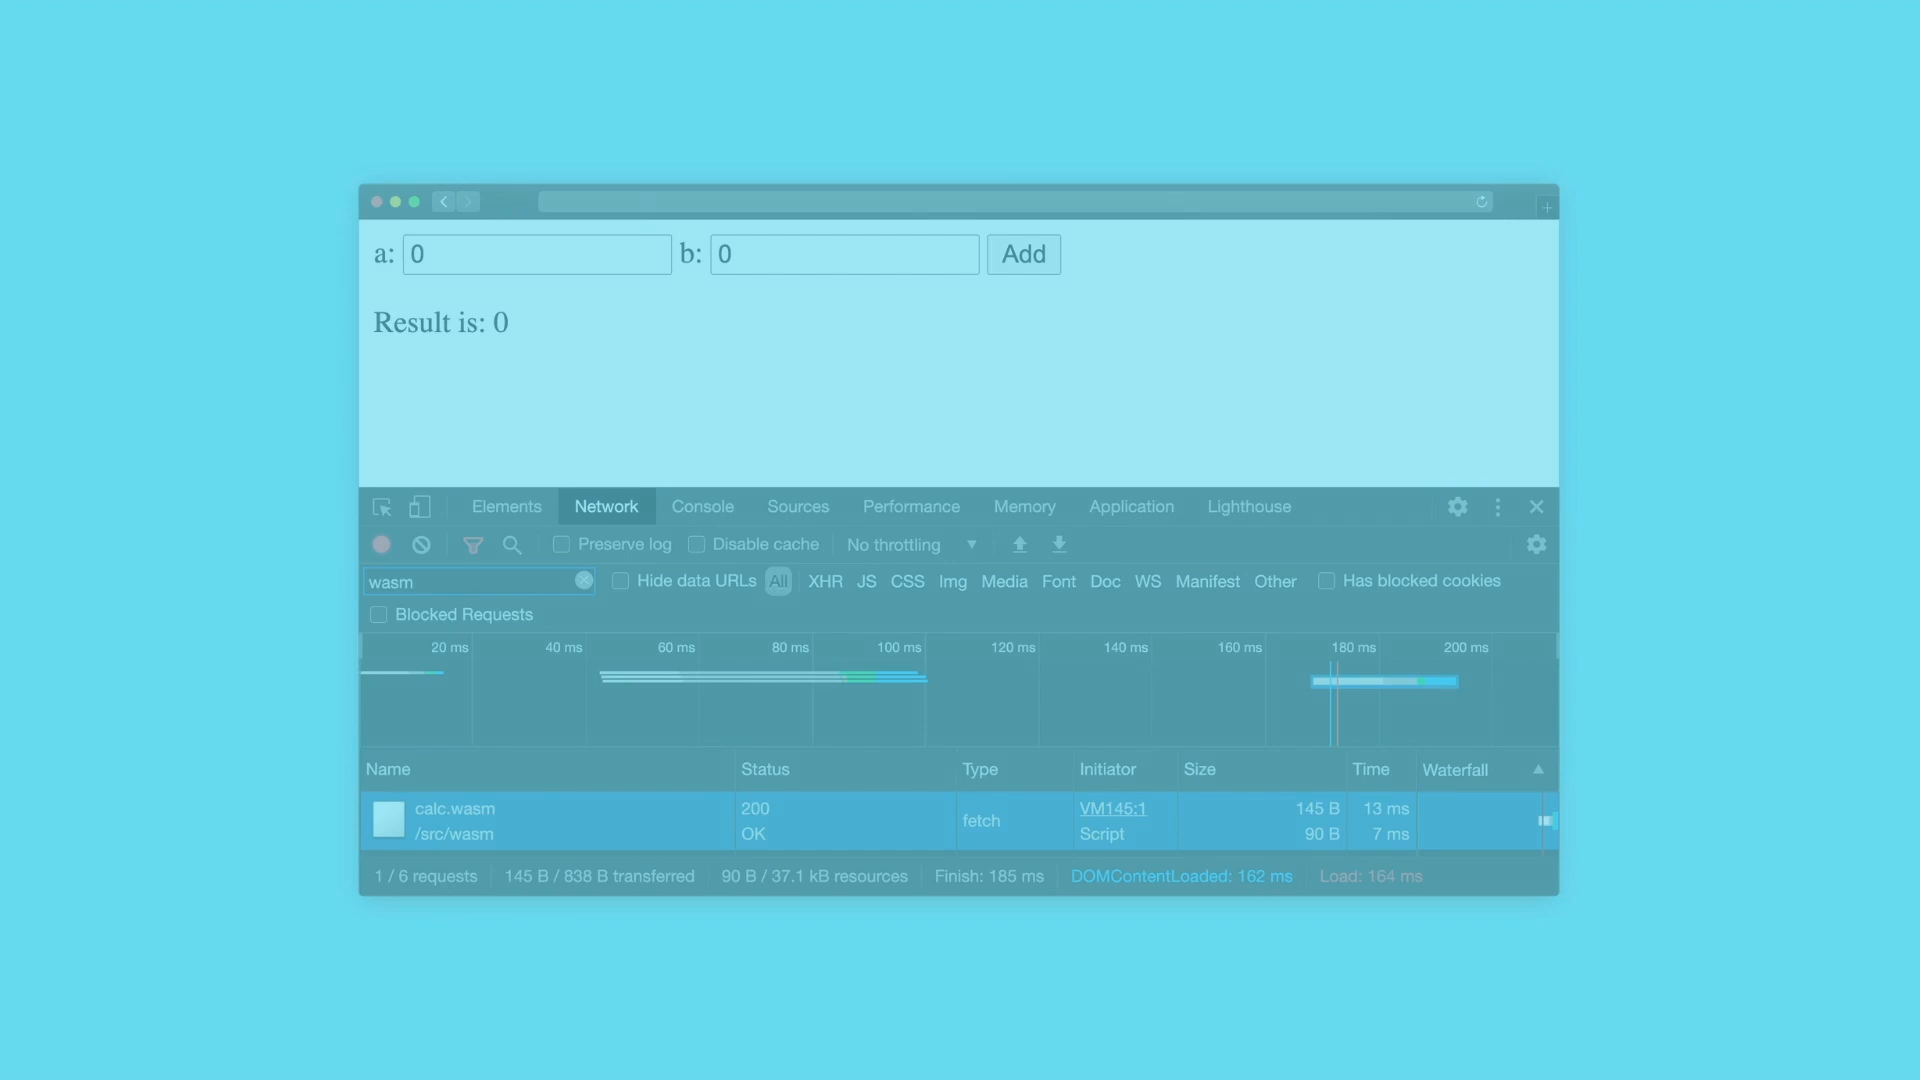 a: 0 b: 0 Add
Result is: 0
Elements Network Console Sources Performance Memory Application Lighthouse
Preserve log Disable cache No throttling
wasm Hide data URLs All XHR JS CSS Img Media Font Doc WS Manifest Other Has blocked cookies
Blocked Requests
20 ms 40 ms 60 ms 80 ms 100 ms 120 ms 140 ms 160 ms 180 ms 200 ms
Name Status Type Initiator Size Time Waterfall
calc.wasm 200 fetch VM145:1 145 B 13 ms
/src/wasm OK Script 90 B 7 ms
1 / 6 requests 145 B / 838 B transferred 90 B / 37.1 kB resources Finish: 185 ms DOMContentLoaded: 162 ms Load: 164 ms